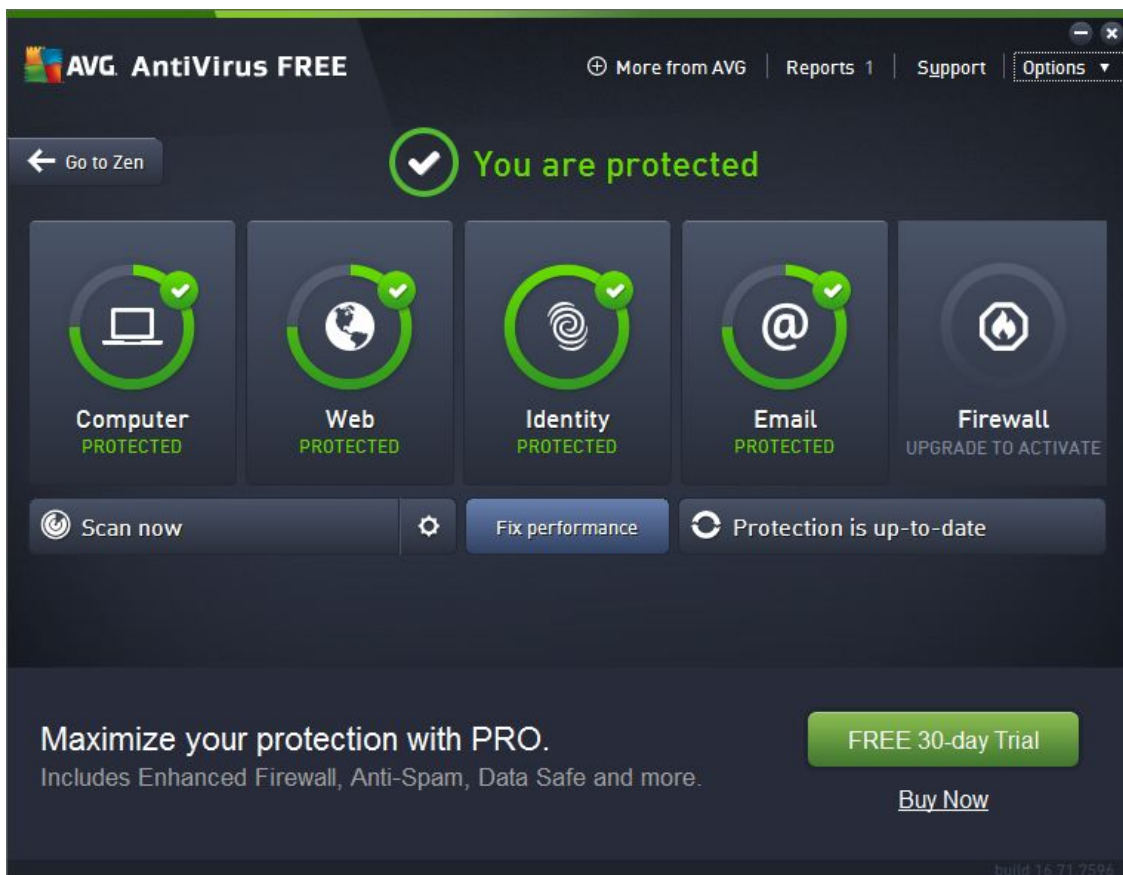 AVG. AntiVirus FREE
More from AVG
Reports 1
Support
Options
Go to Zen
You are protected
Computer
PROTECTED
Web
PROTECTED
Identity
PROTECTED
@
Email
PROTECTED
Firewall
UPGRADE TO ACTIVATE
Scan now
Fix performance
Protection is up-to-date
Maximize your protection with PRO.
Includes Enhanced Firewall, Anti-Spam, Data Safe and more.
FREE 30-day Trial
Buy Now
build 16.71.7596